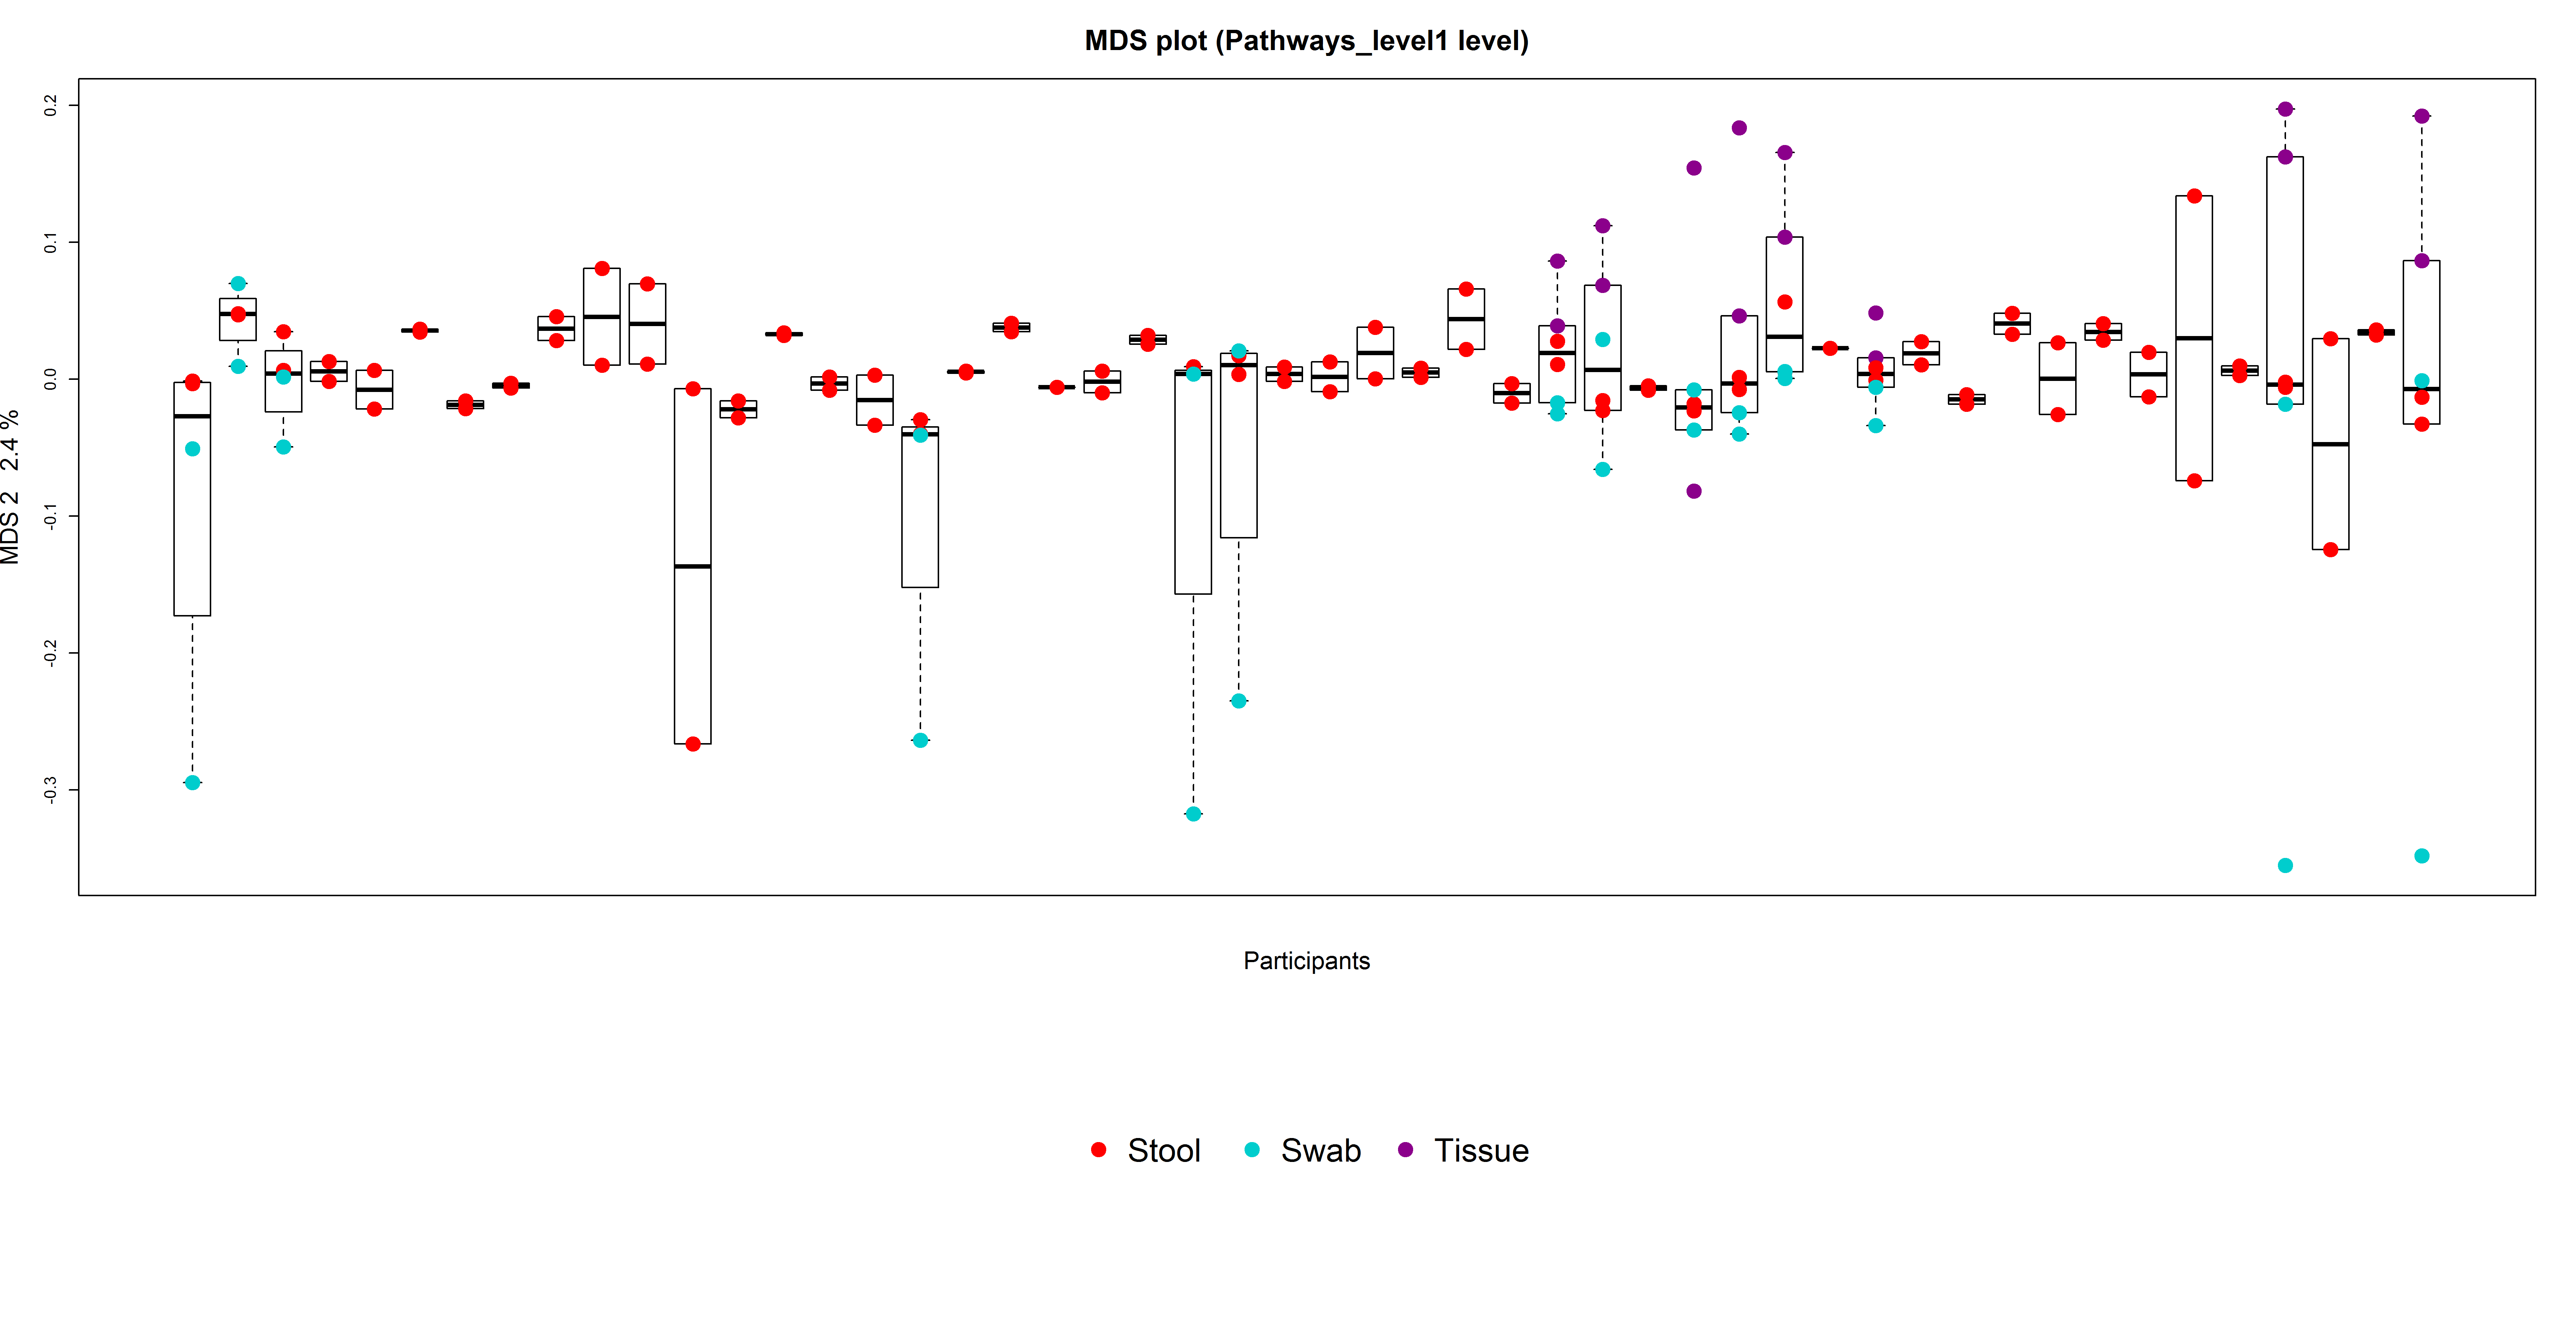 MDS plot (Pathways_level1 level)
0.2
0.1
0.0
-0.1
-0.2
-0.3
MDS 2 2.4 %
Participants
Stool Swab Tissue